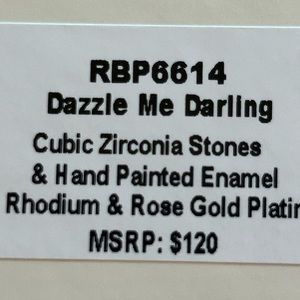 RBP6614
Dazzle Me Darling
Cubic Zirconia Stones
& Hand Painted Enamel
Rhodium & Rose Gold Platin
MSRP: $120